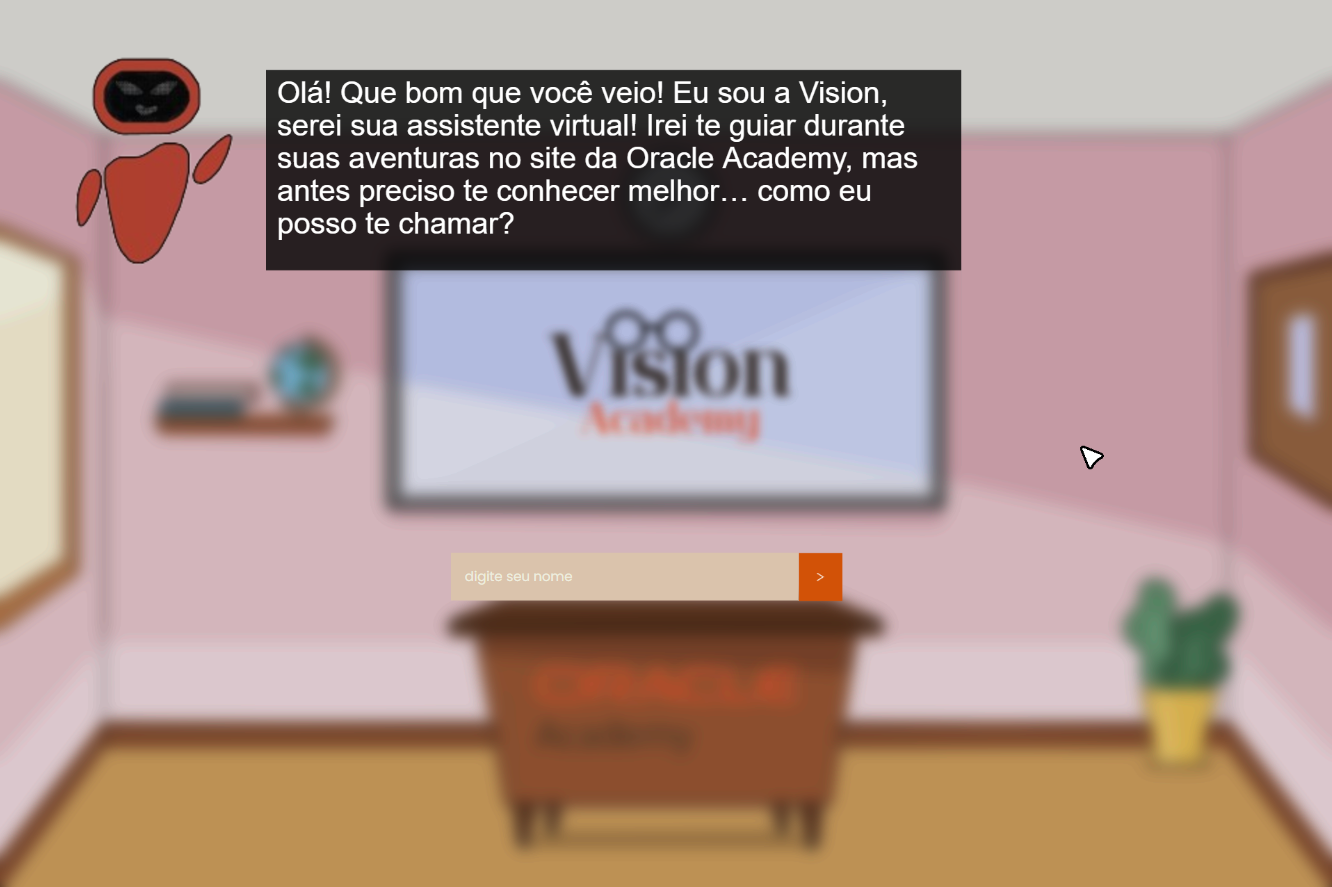 Olá! Que bom que você veio! Eu sou a Vision,
serei sua assistente virtual! Irei te guiar durante
suas aventuras no site da Oracle Academy, mas
antes preciso te conhecer melhor... como eu
posso te chamar?
Vision
Academy
digite seu nome
>
ORACLE
Academy